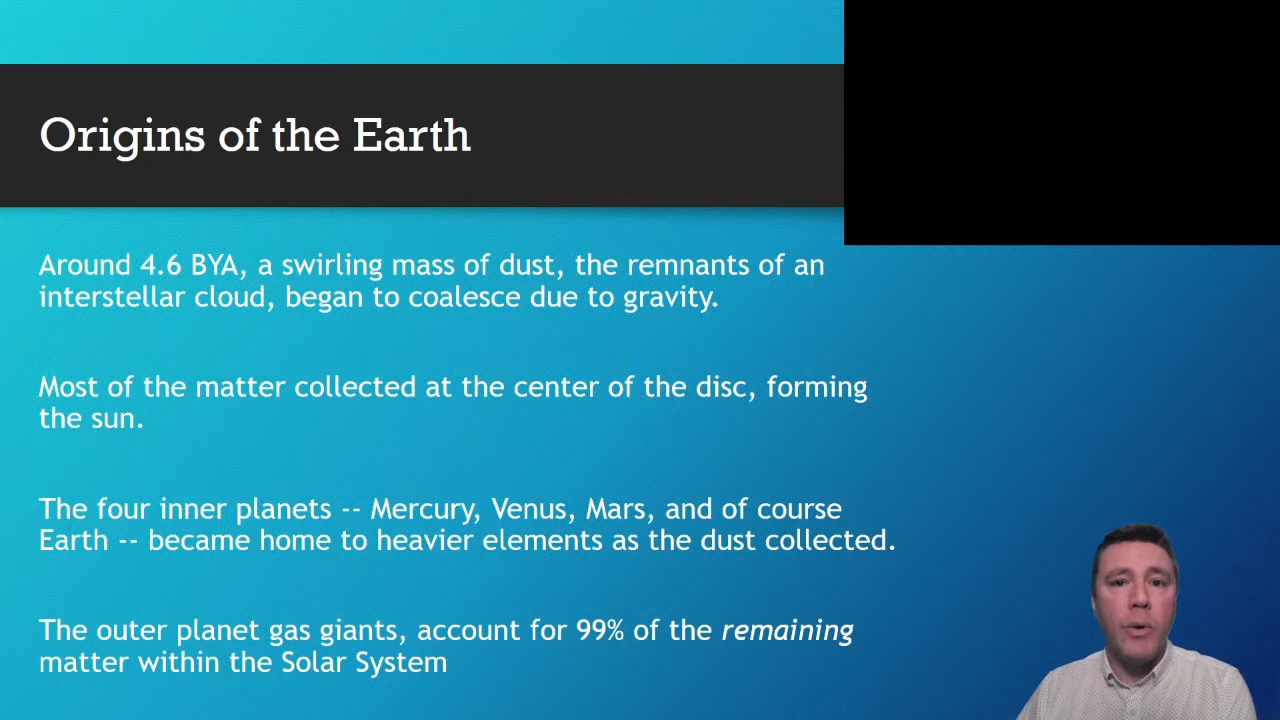 Origins of the Earth
Around 4.6 BYA, a swirling mass of dust, the remnants of an
interstellar cloud, began to coalesce due to gravity.
Most of the matter collected at the center of the disc, forming
the sun.
The four inner planets -- Mercury, Venus, Mars, and of course
Earth -- became home to heavier elements as the dust collected.
The outer planet gas giants, account for 99% of the remaining
matter within the Solar System